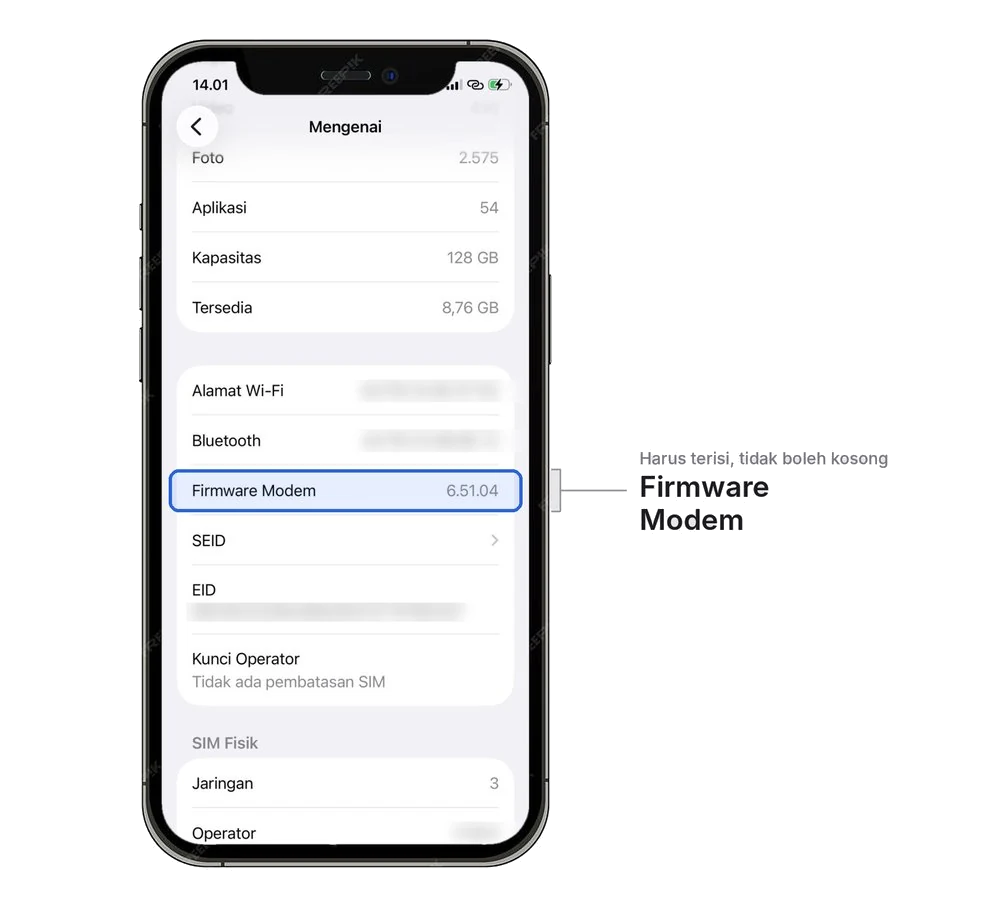 14.01
Mengenai
Foto 2.575
Aplikasi 54
Kapasitas 128 GB
Tersedia 8,76 GB
Alamat Wi-Fi
Bluetooth
Firmware Modem 6.51.04
SEID
EID
Kunci Operator
Tidak ada pembatasan SIM
SIM Fisik
Jaringan 3
Operator
Harus terisi, tidak boleh kosong
Firmware
Modem